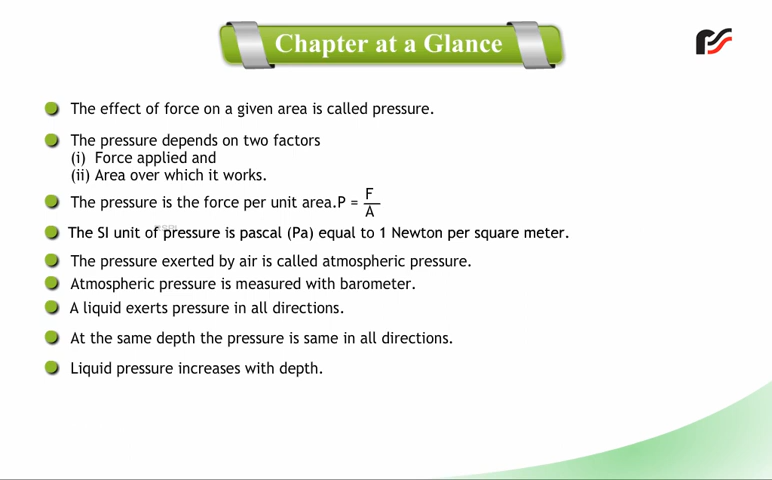 Chapter at a Glance
The effect of force on a given area is called pressure.
The pressure depends on two factors
(i) Force applied and
(ii) Area over which it works.
The pressure is the force per unit area.P = F/A
The SI unit of pressure is pascal (Pa) equal to 1 Newton per square meter.
The pressure exerted by air is called atmospheric pressure.
Atmospheric pressure is measured with barometer.
A liquid exerts pressure in all directions.
At the same depth the pressure is same in all directions.
Liquid pressure increases with depth.